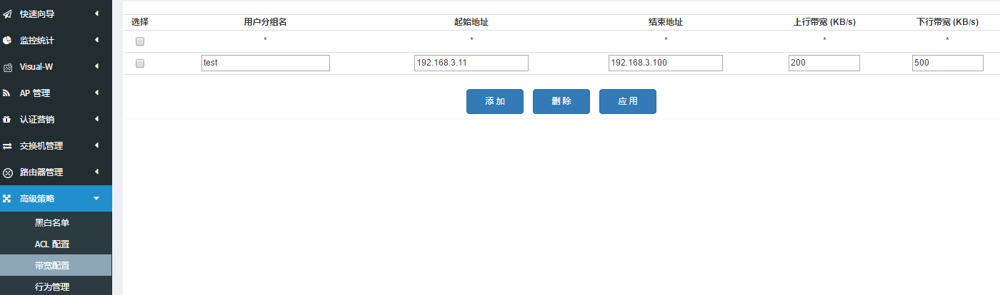 快速向导
监控统计
Visual-W
AP 管理
认证营销
交换机管理
路由器管理
高级策略
黑白名单
ACL 配置
带宽配置
行为管理
选择 用户分组名 起始地址 结束地址 上行带宽 (KB/s) 下行带宽 (KB/s)
* * * * *
test 192.168.3.11 192.168.3.100 200 500
添加 删除 应用